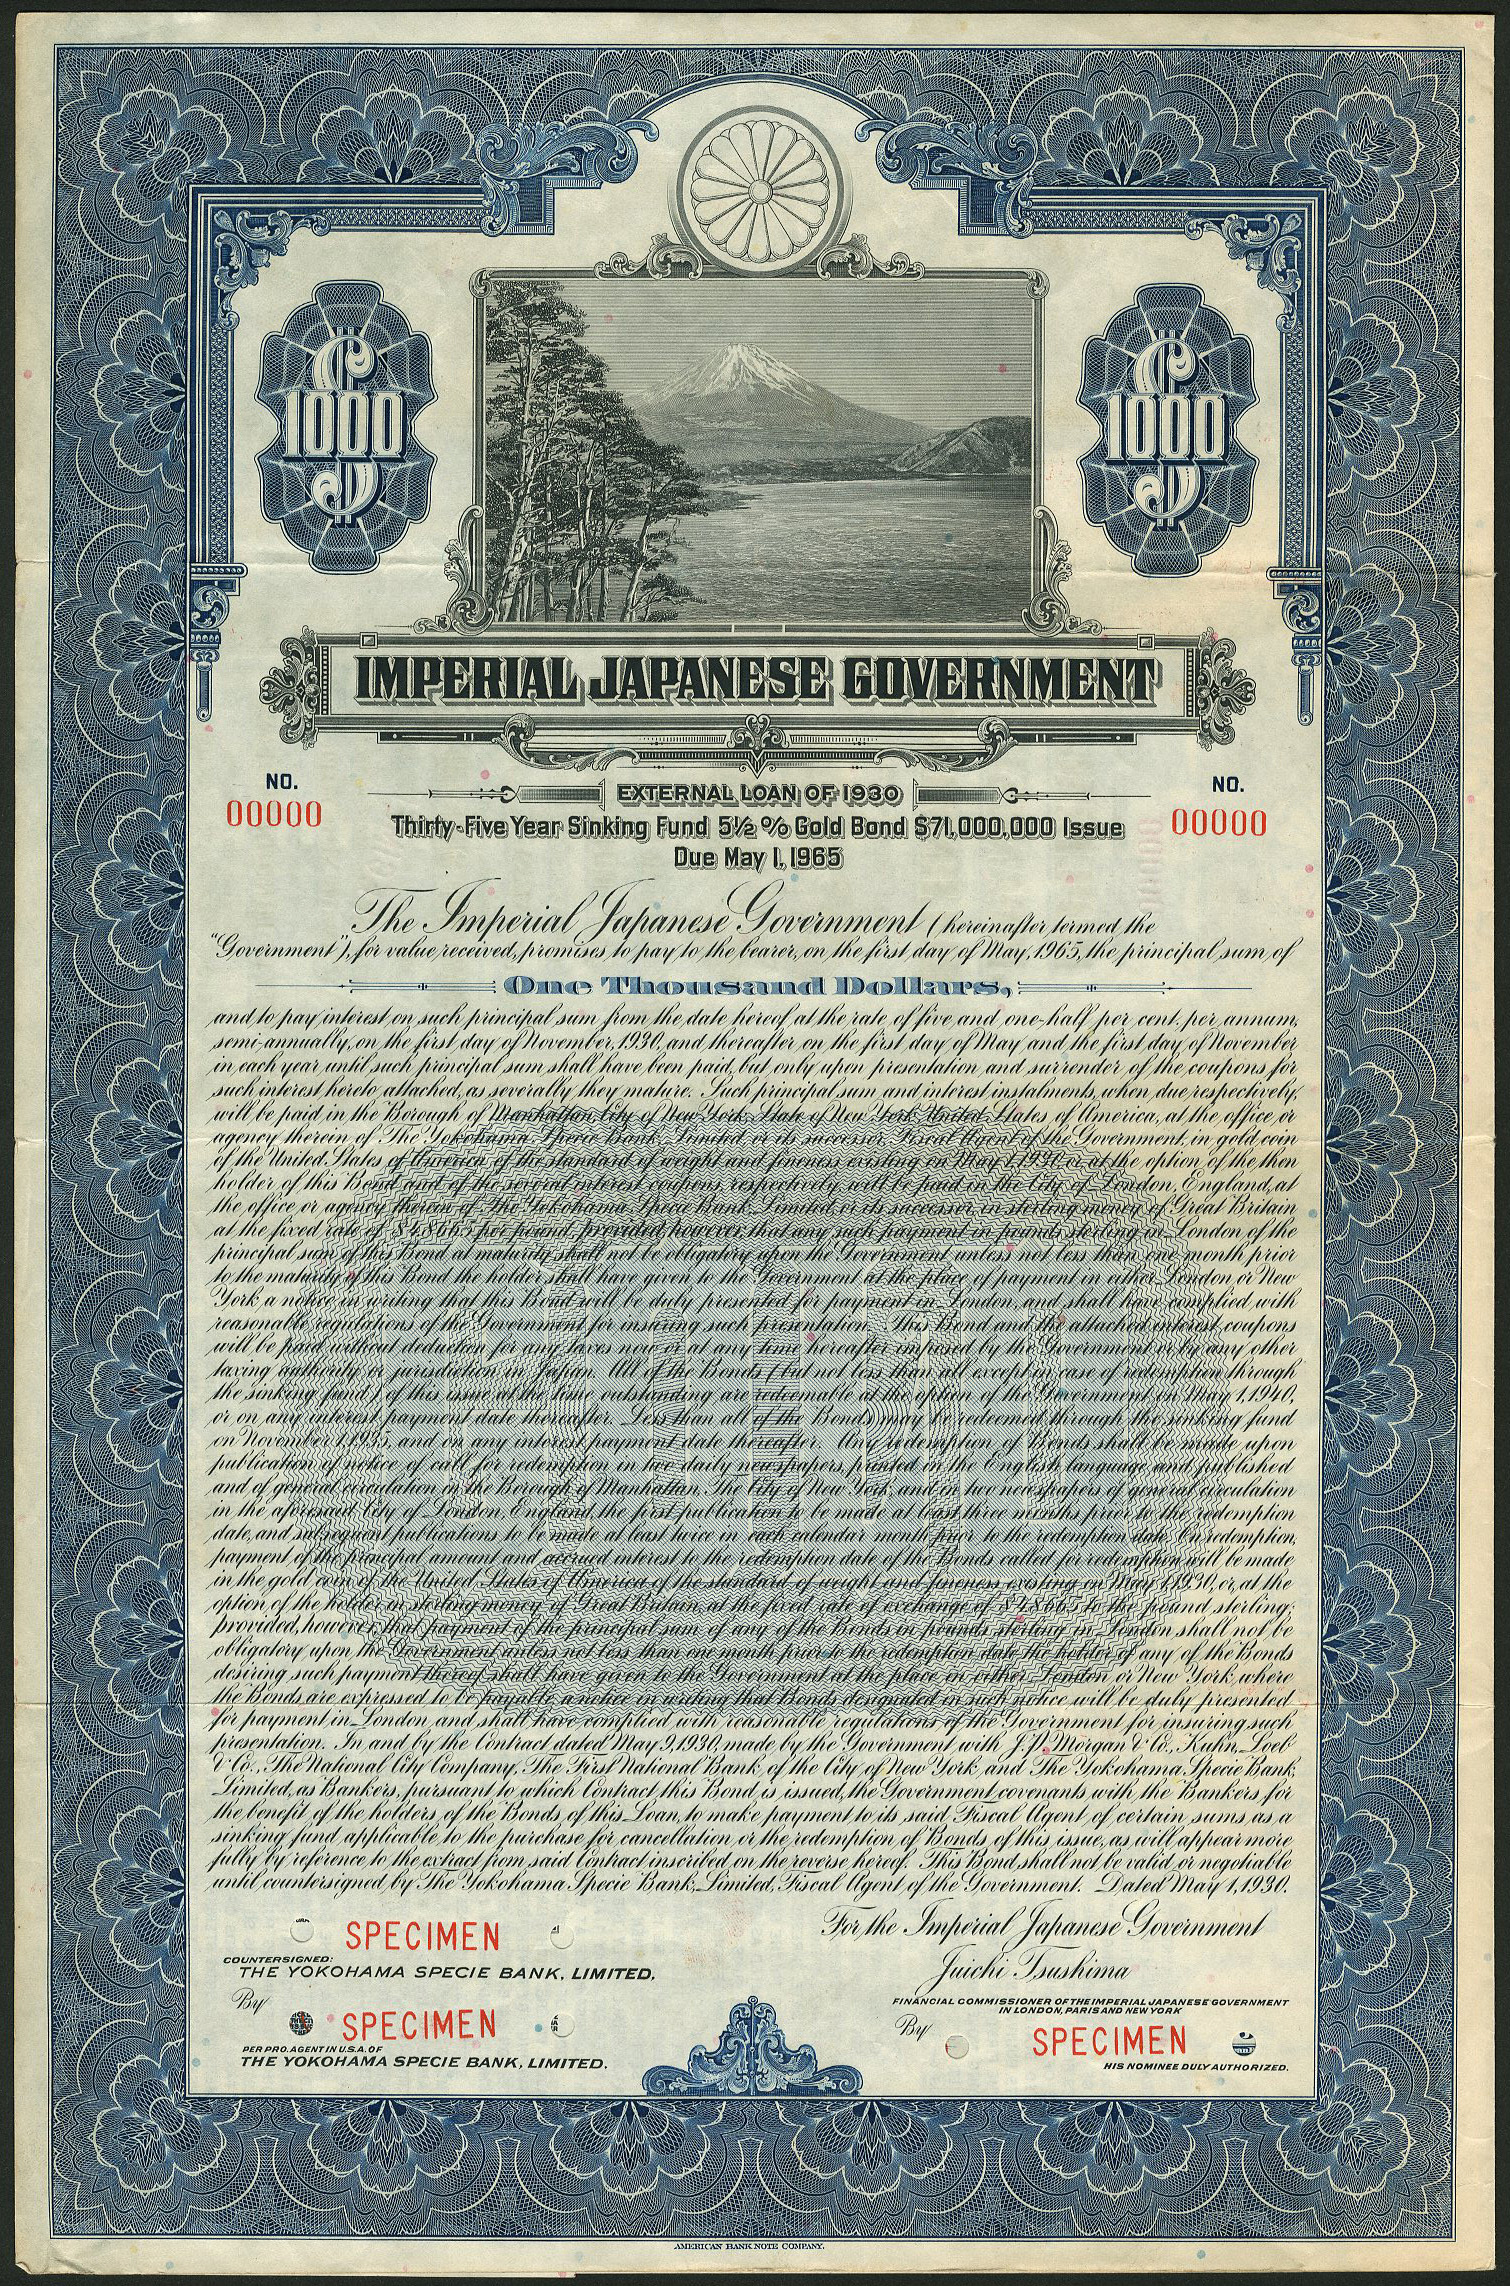 $1000
$1000
IMPERIAL JAPANESE GOVERNMENT
NO.
00000
NO.
00000
EXTERNAL LOAN OF 1930
Thirty-Five Year Sinking Fund 5½% Gold Bond $71,000,000 Issue
Due May 1, 1965
The Imperial Japanese Government (hereinafter termed the
"Government"), for value received, promises to pay to the bearer, on the first day of May, 1965, the principal sum of
One Thousand Dollars,
and to pay interest on such principal sum from the date hereof at the rate of five and one-half per cent. per annum,
semi-annually, on the first day of November, 1930, and thereafter on the first day of May and the first day of November
in each year until such principal sum shall have been paid, but only upon presentation and surrender of the coupons for
such interest hereto attached, as severally they mature. Such principal sum and interest instalments, when due respectively,
will be paid in the Borough of Manhattan, City of New York, State of New York, United States of America, at the office or
agency therein of The Yokohama Specie Bank, Limited, or its successor, Fiscal Agent of the Government, in gold coin
of the United States of America of the standard of weight and fineness existing on May 1, 1930, or, at the option of the then
holder of this Bond and of the several interest coupons, respectively, will be paid in the City of London, England, at
the office or agency therein of The Yokohama Specie Bank, Limited, or its successor, in sterling money of Great Britain
at the fixed rate of $4.8665 per pound; provided, however, that any such payment in pounds sterling in London of the
principal sum of this Bond at maturity shall not be obligatory upon the Government unless not less than one month prior
to the maturity of this Bond the holder shall have given to the Government at the place of payment in either London or New
York, a notice in writing that this Bond will be duly presented for payment in London, and shall have complied with
reasonable regulations of the Government for insuring such presentation. This Bond and the attached interest coupons
will be paid without deduction for any taxes now or at any time hereafter imposed by the Government or by any other
taxing authority or jurisdiction in Japan. All of the Bonds (but not less than all except in case of redemption through
the sinking fund) of this issue at the time outstanding are redeemable at the option of the Government on May 1, 1940,
or on any interest payment date thereafter. Less than all of the Bonds may be redeemed through the sinking fund
on November 1, 1935, and on any interest payment date thereafter. Any redemption of Bonds shall be made upon
publication of notice of call for redemption in two daily newspapers, printed in the English language and published
and of general circulation in the Borough of Manhattan, The City of New York, and in two newspapers of general circulation
in the aforesaid City of London, England, the first publication to be made at least three months prior to the redemption
date, and subsequent publications to be made at least twice in each calendar month prior to the redemption date. On redemption,
payment of the principal amount and accrued interest to the redemption date of the Bonds called for redemption will be made
in the gold coin of the United States of America of the standard of weight and fineness existing on May 1, 1930, or, at the
option of the holder, in sterling money of Great Britain, at the fixed rate of exchange of $4.8665 to the pound sterling;
provided, however, that payment of the principal sum of any of the Bonds in pounds sterling in London shall not be
obligatory upon the Government unless not less than one month prior to the redemption date the holder of any of the Bonds
desiring such payment thereof shall have given to the Government at the place in either London or New York, where
the Bonds are expressed to be payable, a notice in writing that Bonds designated in such notice will be duly presented
for payment in London, and shall have complied with reasonable regulations of the Government for insuring such
presentation. In and by the Contract dated May 9, 1930, made by the Government with J. P. Morgan & Co., Kuhn, Loeb
& Co., The National City Company, The First National Bank of the City of New York, and The Yokohama Specie Bank,
Limited, as Bankers, pursuant to which Contract this Bond is issued, the Government covenants with the Bankers for
the benefit of the holders of the Bonds of this Loan, to make payment to its said Fiscal Agent of certain sums as a
sinking fund applicable to the purchase for cancellation or the redemption of Bonds of this issue, as will appear more
fully by reference to the extract from said Contract inscribed on the reverse hereof. This Bond shall not be valid or negotiable
until countersigned by The Yokohama Specie Bank, Limited, Fiscal Agent of the Government. Dated May 1, 1930.
SPECIMEN
COUNTERSIGNED:
THE YOKOHAMA SPECIE BANK, LIMITED.
By
SPECIMEN
PER PRO. AGENT IN U.S.A. OF
THE YOKOHAMA SPECIE BANK, LIMITED.
For the Imperial Japanese Government
Juichi Tsushima
FINANCIAL COMMISSIONER OF THE IMPERIAL JAPANESE GOVERNMENT
IN LONDON, PARIS AND NEW YORK
By
SPECIMEN
HIS NOMINEE DULY AUTHORIZED.
AMERICAN BANK NOTE COMPANY.